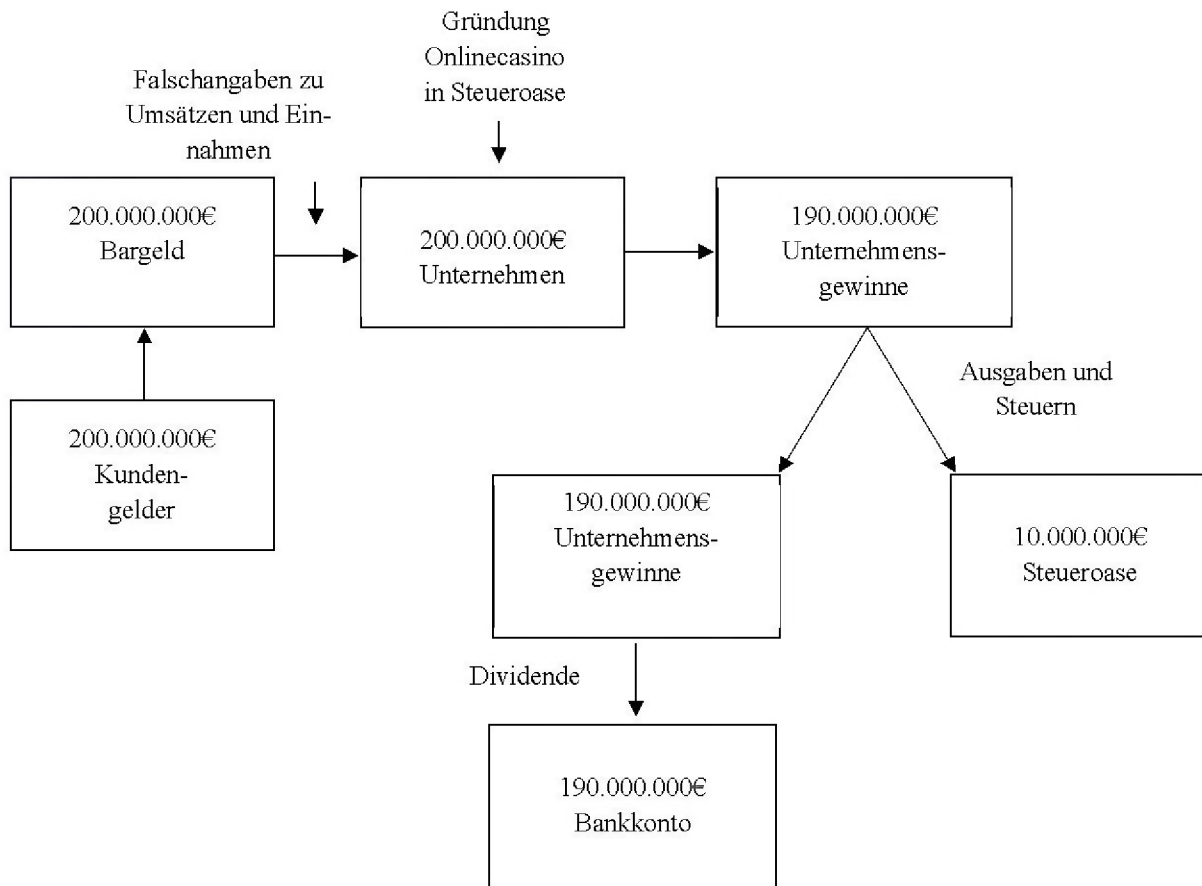 Gründung
Onlinecasino
in Steueroase
Falschangaben zu
Umsätzen und Ein-
nahmen
200.000.000€
Bargeld
200.000.000€
Unternehmen
190.000.000€
Unternehmens-
gewinne
Ausgaben und
Steuern
200.000.000€
Kunden-
gelder
190.000.000€
Unternehmens-
gewinne
10.000.000€
Steueroase
Dividende
190.000.000€
Bankkonto